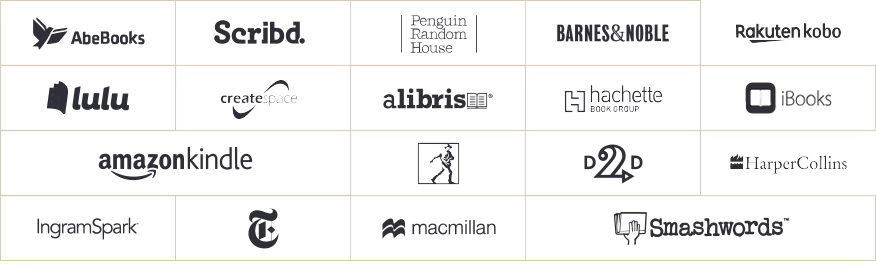 AbeBooks
Scribd.
Penguin
Random
House
BARNES&NOBLE
Rakuten kobo
lulu
createspace
alibris®
hachette
BOOK GROUP
iBooks
amazonkindle
D2D
HarperCollins
IngramSpark
T
macmillan
Smashwords™